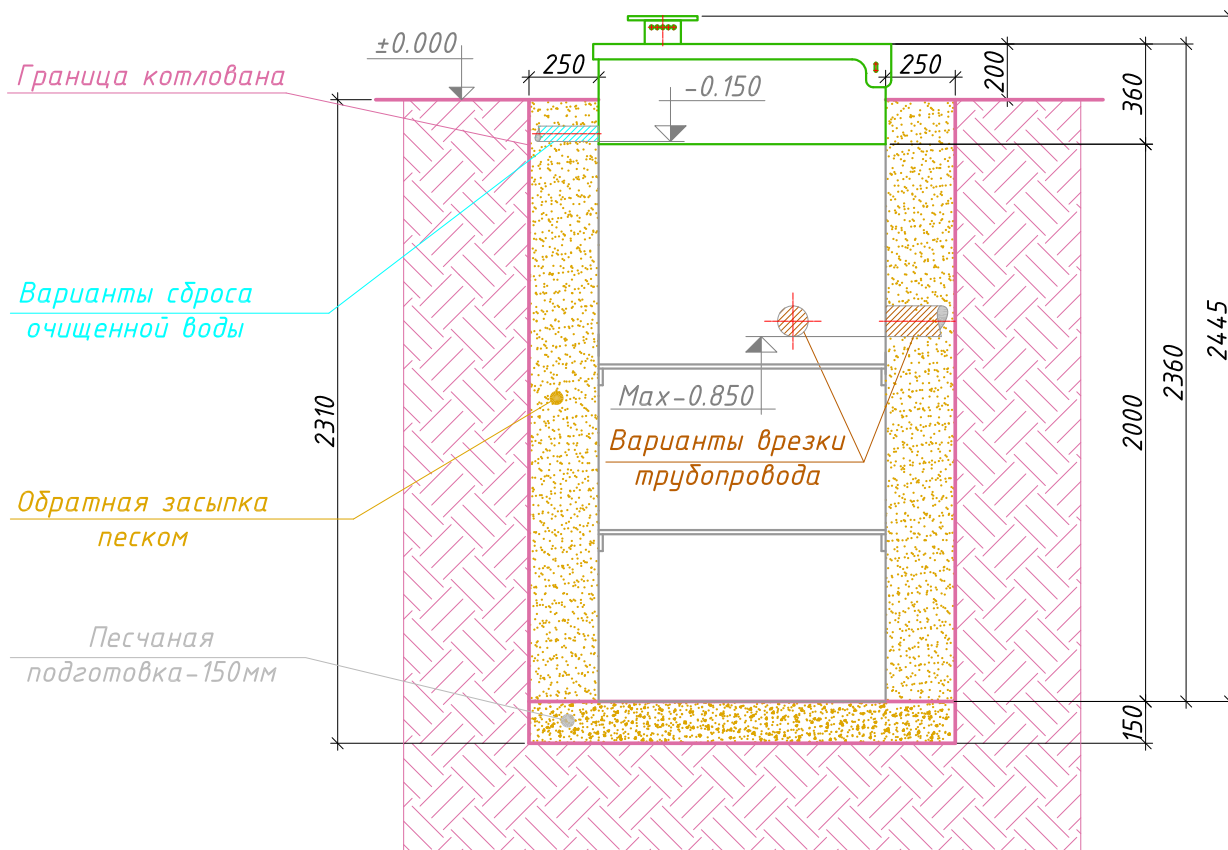 ±0.000
250
250
200
360
Граница котлована
-0.150
Варианты сброса
очищенной воды
2445
2360
2310
Max-0.850
2000
Варианты врезки
трубопровода
Обратная засыпка
песком
Песчаная
подготовка-150мм
150